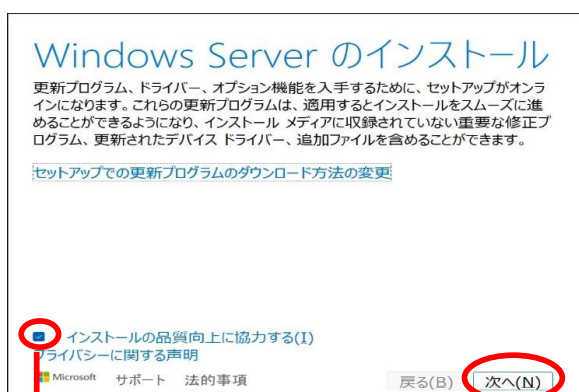 Windows Server のインストール
更新プログラム、ドライバー、オプション機能を入手するために、セットアップがオンラ
インになります。これらの更新プログラムは、適用するとインストールをスムーズに進
めることができるようになり、インストール メディアに収録されていない重要な修正プ
ログラム、更新されたデバイス ドライバー、追加ファイルを含めることができます。
セットアップでの更新プログラムのダウンロード方法の変更
インストールの品質向上に協力する(I)
プライバシーに関する声明
Microsoft サポート 法的事項 戻る(B) 次へ(N)